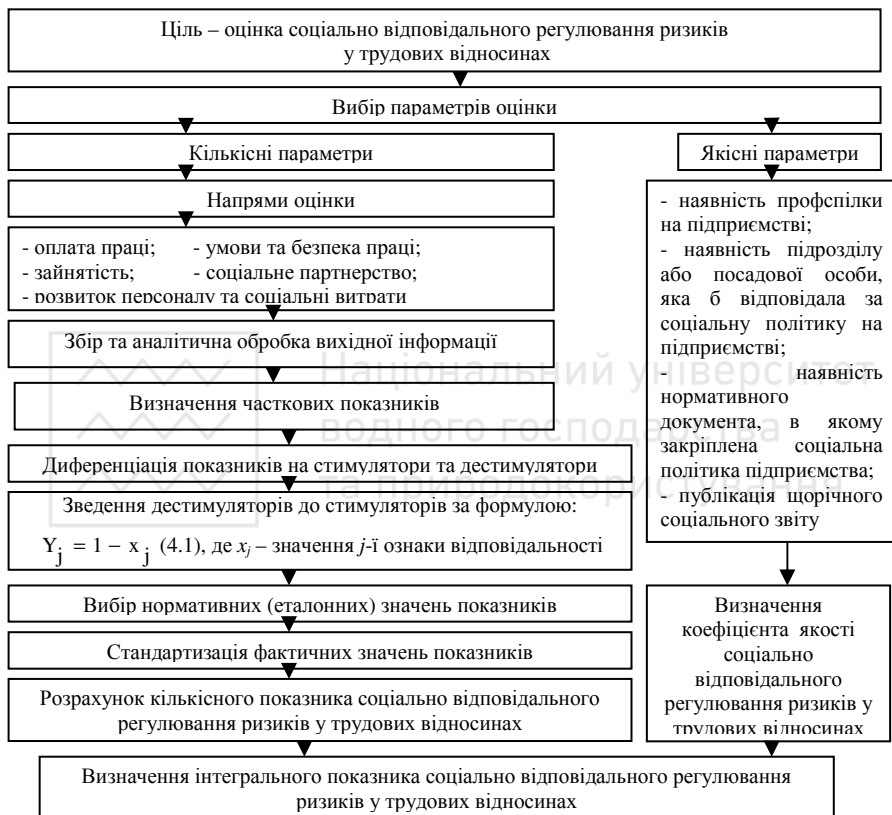 Ціль – оцінка соціально відповідального регулювання ризиків
у трудових відносинах
Вибір параметрів оцінки
Кількісні параметри
Якісні параметри
Напрями оцінки
- оплата праці; - умови та безпека праці;
- зайнятість; - соціальне партнерство;
- розвиток персоналу та соціальні витрати
Збір та аналітична обробка вихідної інформації
Визначення часткових показників
Диференціація показників на стимулятори та дестимулятори
Зведення дестимуляторів до стимуляторів за формулою:
Y j = 1 − x j (4.1), де xj – значення j-ї ознаки відповідальності
Вибір нормативних (еталонних) значень показників
Стандартизація фактичних значень показників
Розрахунок кількісного показника соціально відповідального
регулювання ризиків у трудових відносинах
- наявність профспілки
на підприємстві;
- наявність підрозділу
або посадової особи,
яка б відповідала за
соціальну політику на
підприємстві;
- наявність
нормативного
документа, в якому
закріплена соціальна
політика підприємства;
- публікація щорічного
соціального звіту
Визначення
коефіцієнта якості
соціально
відповідального
регулювання ризиків у
трудових відносинах
Визначення інтегрального показника соціально відповідального регулювання
ризиків у трудових відносинах
Національний університет
водного господарства
та природокористування